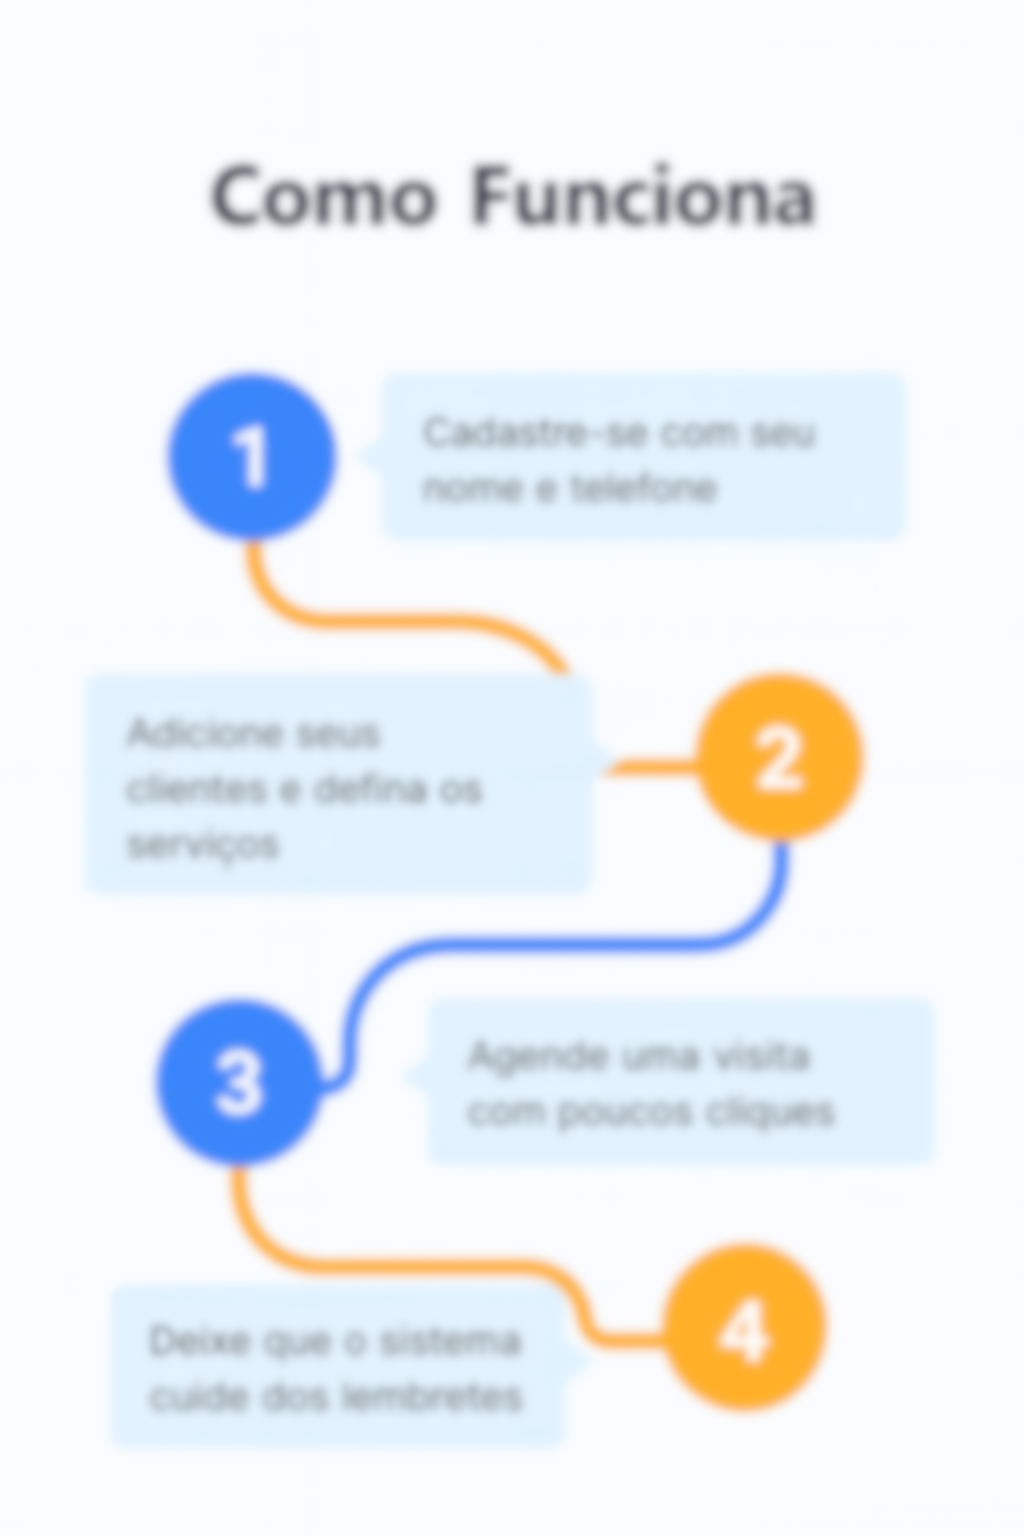 Como Funciona
1
Cadastre-se com seu
nome e telefone
2
Adicione seus
clientes e defina os
serviços
3
Agende uma visita
com poucos cliques
4
Deixe que o sistema
cuide dos lembretes